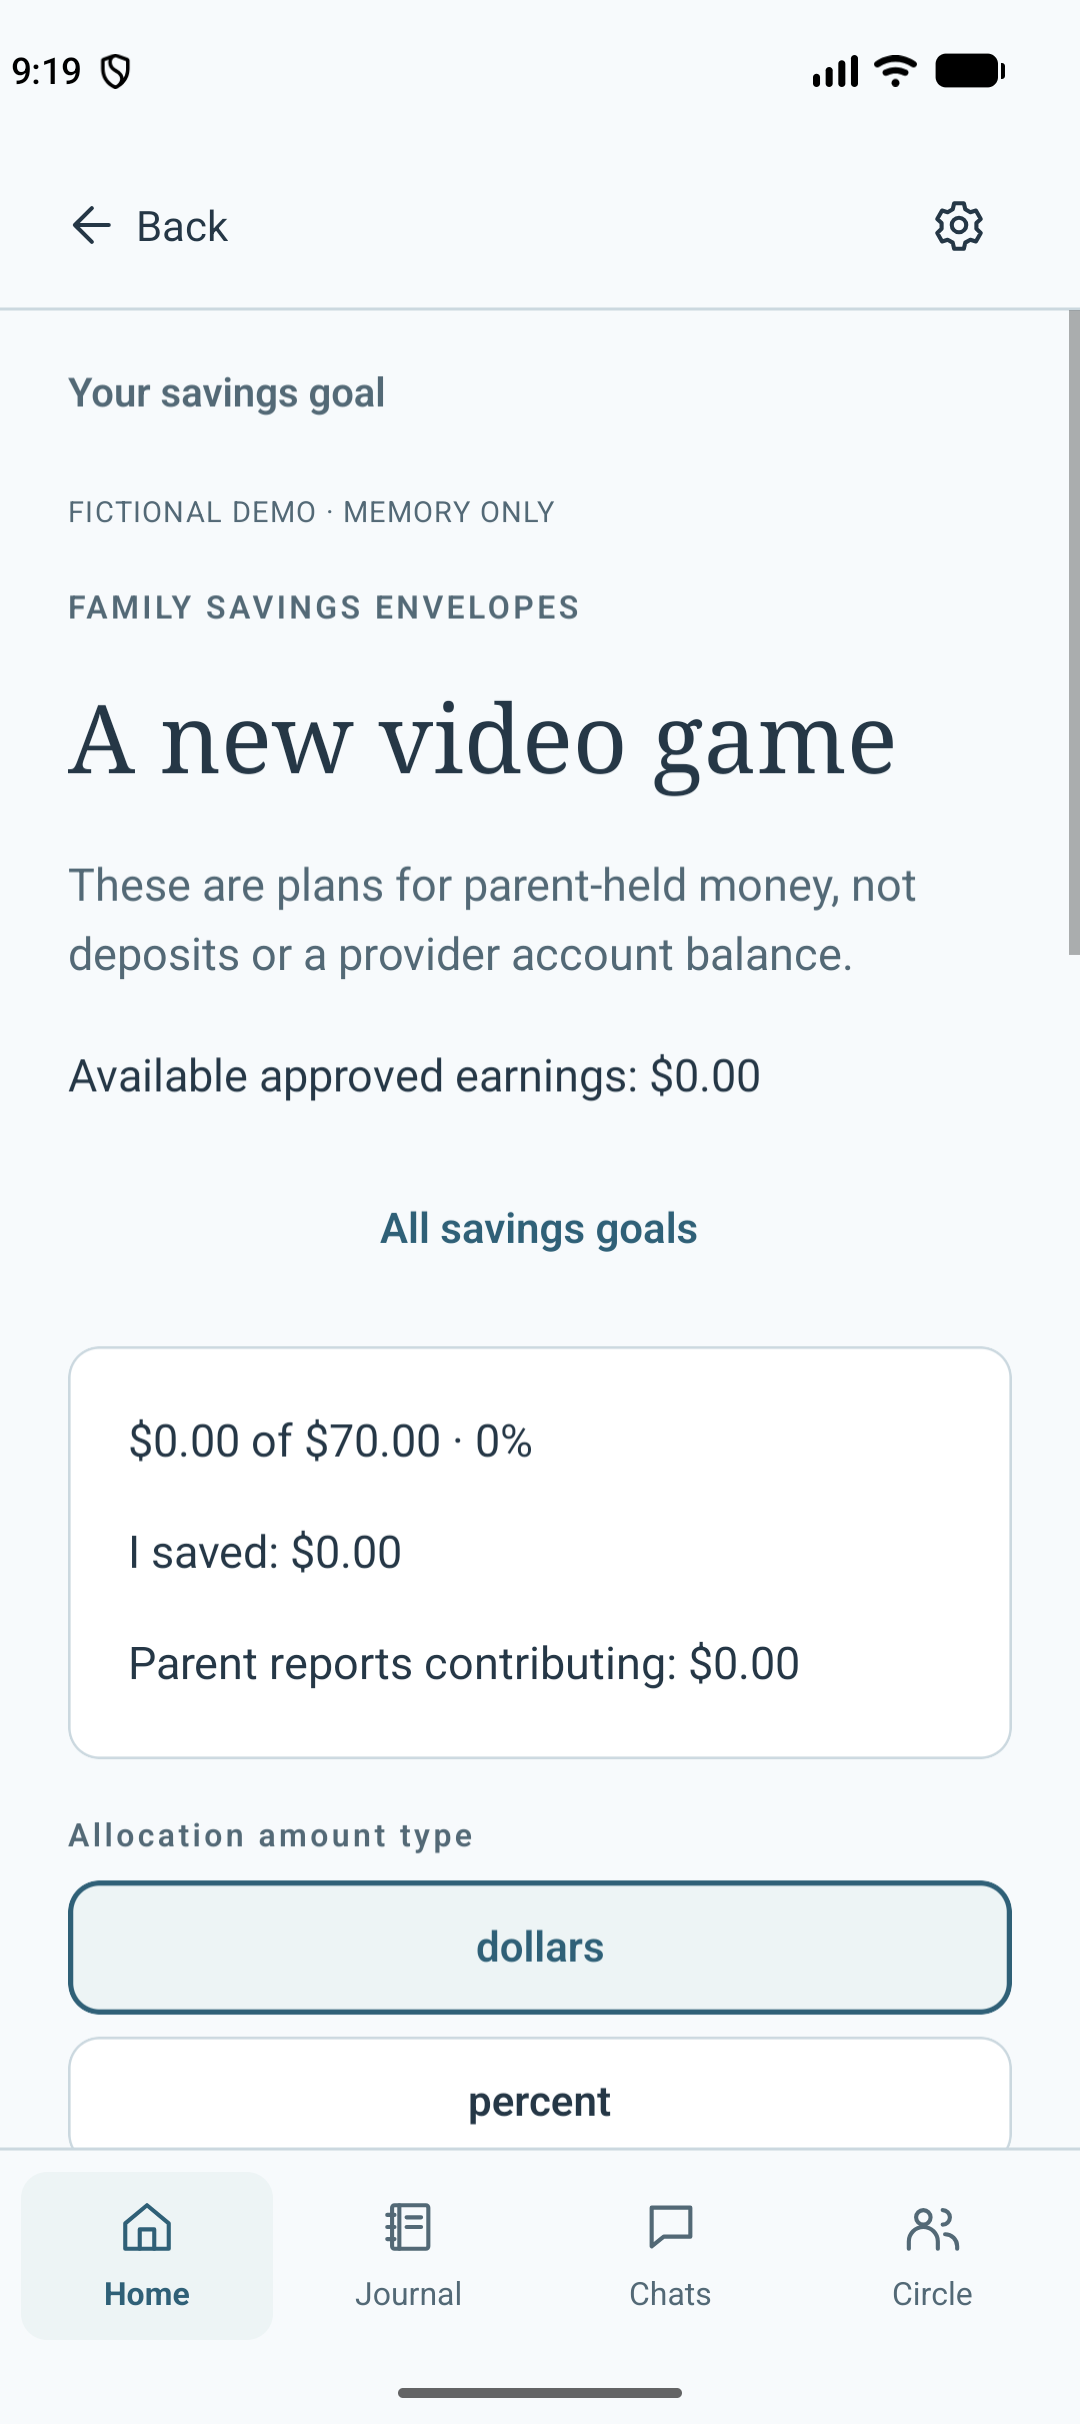 9:19
Back
Your savings goal
FICTIONAL DEMO · MEMORY ONLY
FAMILY SAVINGS ENVELOPES
A new video game
These are plans for parent-held money, not
deposits or a provider account balance.
Available approved earnings: $0.00
All savings goals
$0.00 of $70.00 · 0%
I saved: $0.00
Parent reports contributing: $0.00
Allocation amount type
dollars
percent
Home
Journal
Chats
Circle